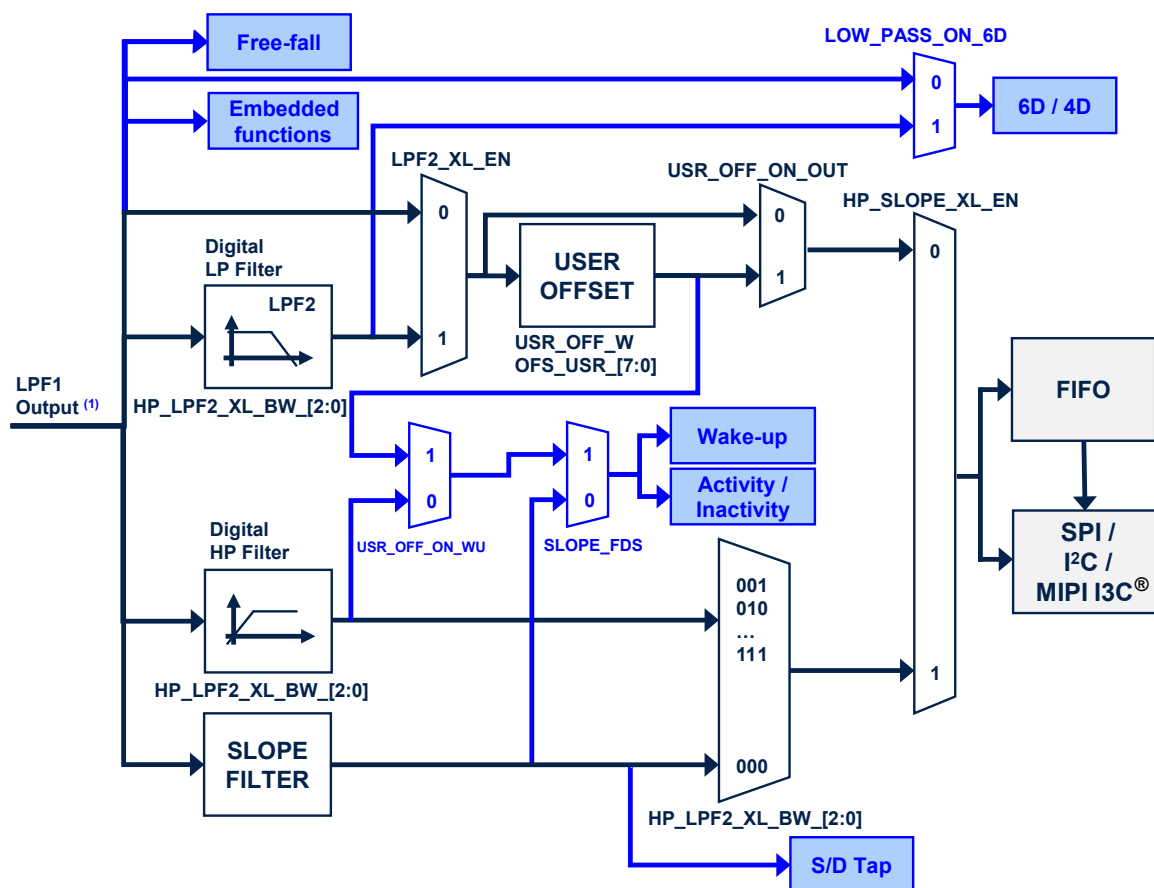 Free-fall
LOW_PASS_ON_6D
0
1
6D / 4D
Embedded
functions
LPF2_XL_EN
0
1
USR_OFF_ON_OUT
0
1
HP_SLOPE_XL_EN
0
1
Digital
LP Filter
LPF2
USER
OFFSET
USR_OFF_W
OFS_USR_[7:0]
LPF1
Output (1)
HP_LPF2_XL_BW_[2:0]
FIFO
1
0
USR_OFF_ON_WU
1
0
SLOPE_FDS
Wake-up
Activity /
Inactivity
SPI /
I²C /
MIPI I3C®
Digital
HP Filter
HP_LPF2_XL_BW_[2:0]
001
010
...
111
000
SLOPE
FILTER
HP_LPF2_XL_BW_[2:0]
S/D Tap